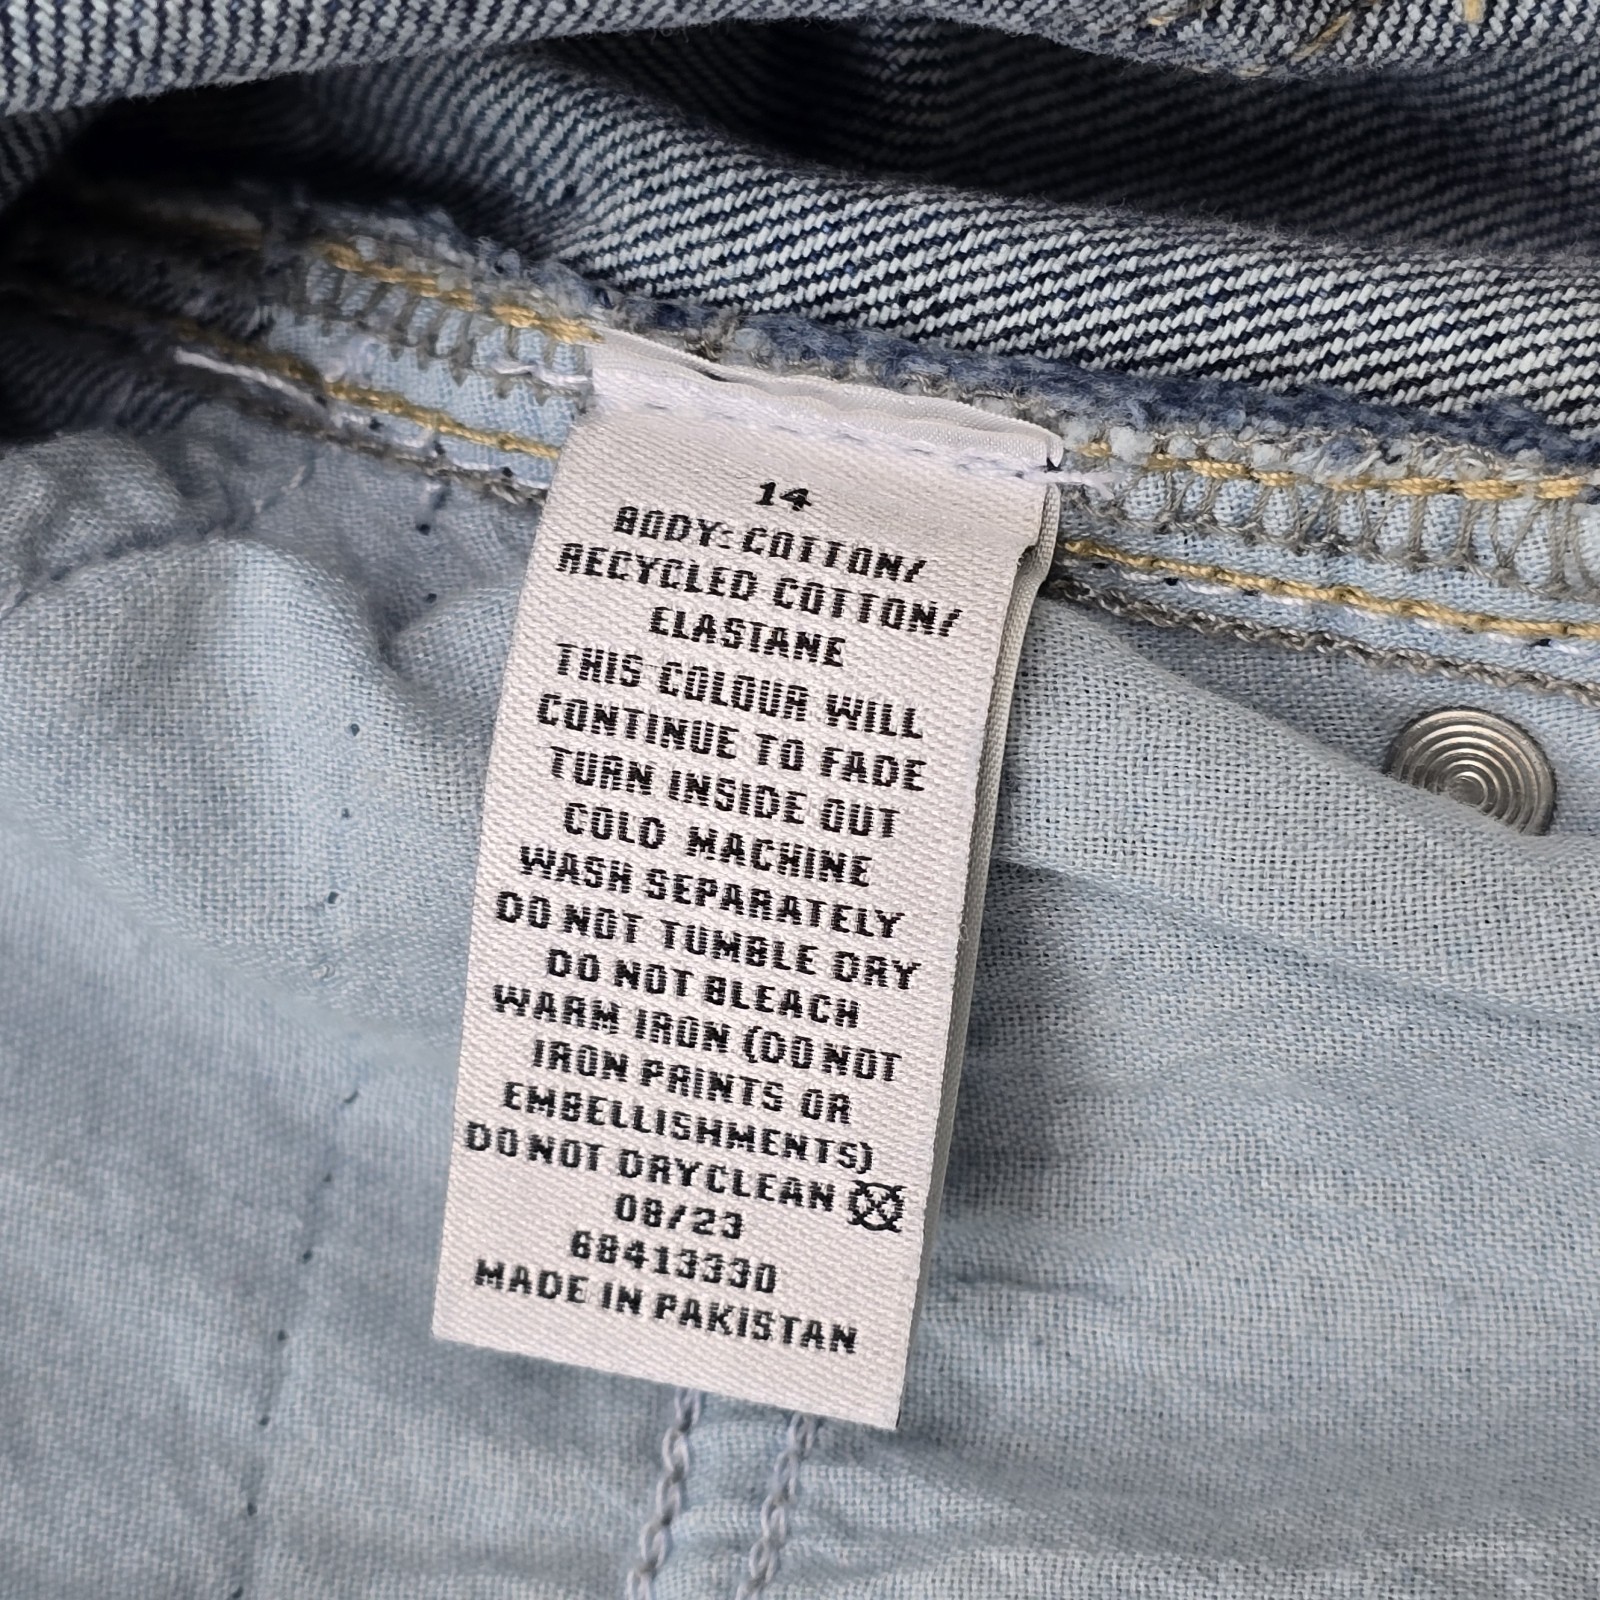 14
BODY: COTTON/
RECYCLED COTTON/
ELASTANE
THIS COLOUR WILL
CONTINUE TO FADE
TURN INSIDE OUT
COLD MACHINE
WASH SEPARATELY
DO NOT TUMBLE DRY
DO NOT BLEACH
WARM IRON (DO NOT
IRON PRINTS OR
EMBELLISHMENTS)
DO NOT DRYCLEAN
08/23
68413330
MADE IN PAKISTAN